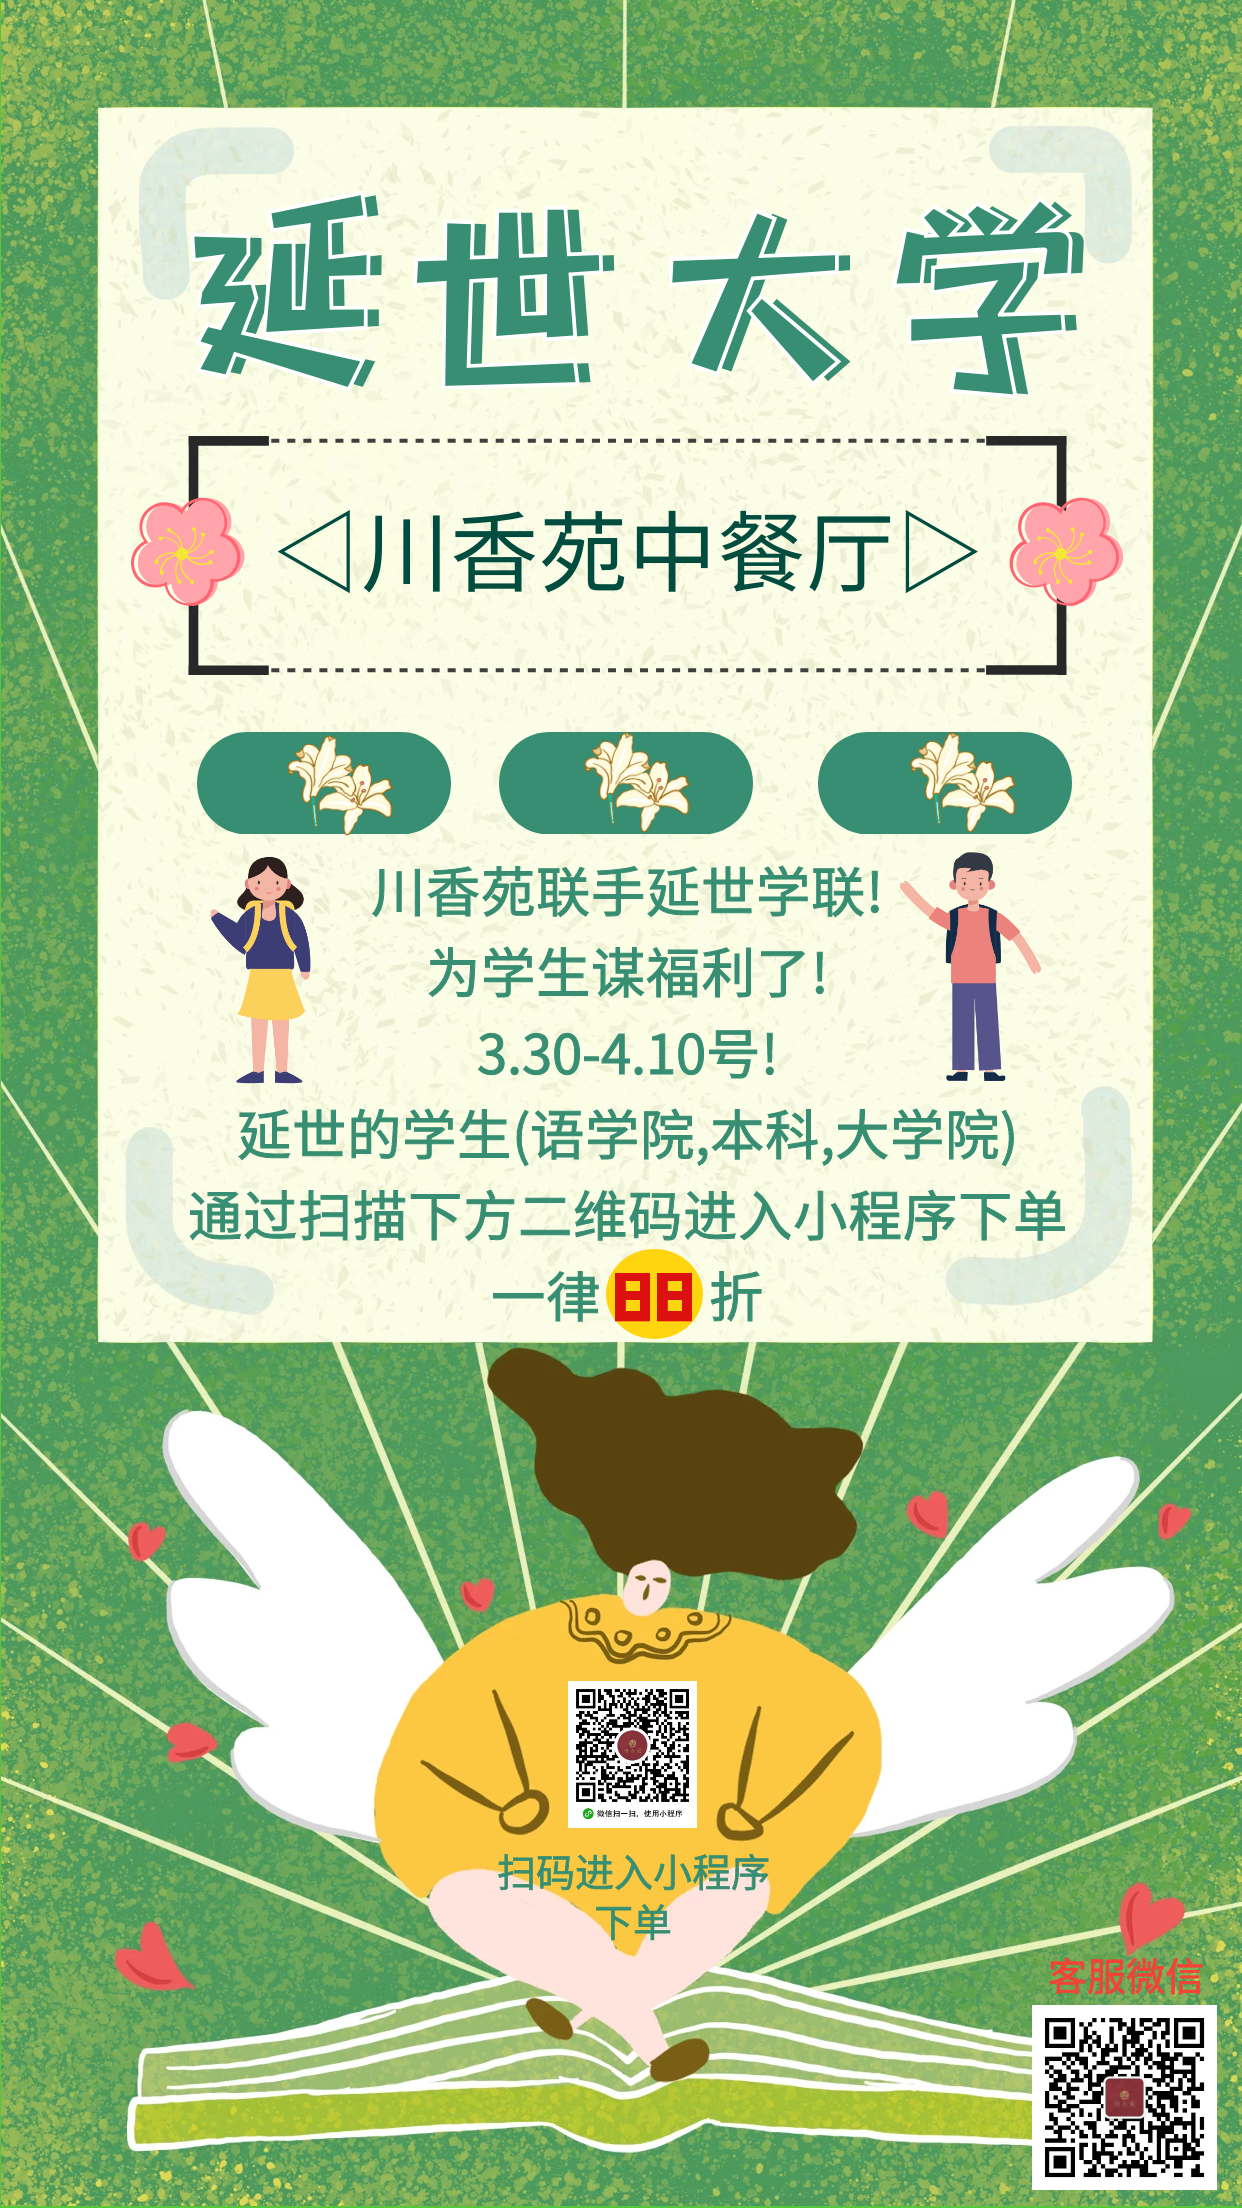 延世大学
◁川香苑中餐厅▷
川香苑联手延世学联!
为学生谋福利了!
3.30-4.10号!
延世的学生(语学院,本科,大学院)
通过扫描下方二维码进入小程序下单
一律88折
微信扫一扫，使用小程序
扫码进入小程序
下单
客服微信